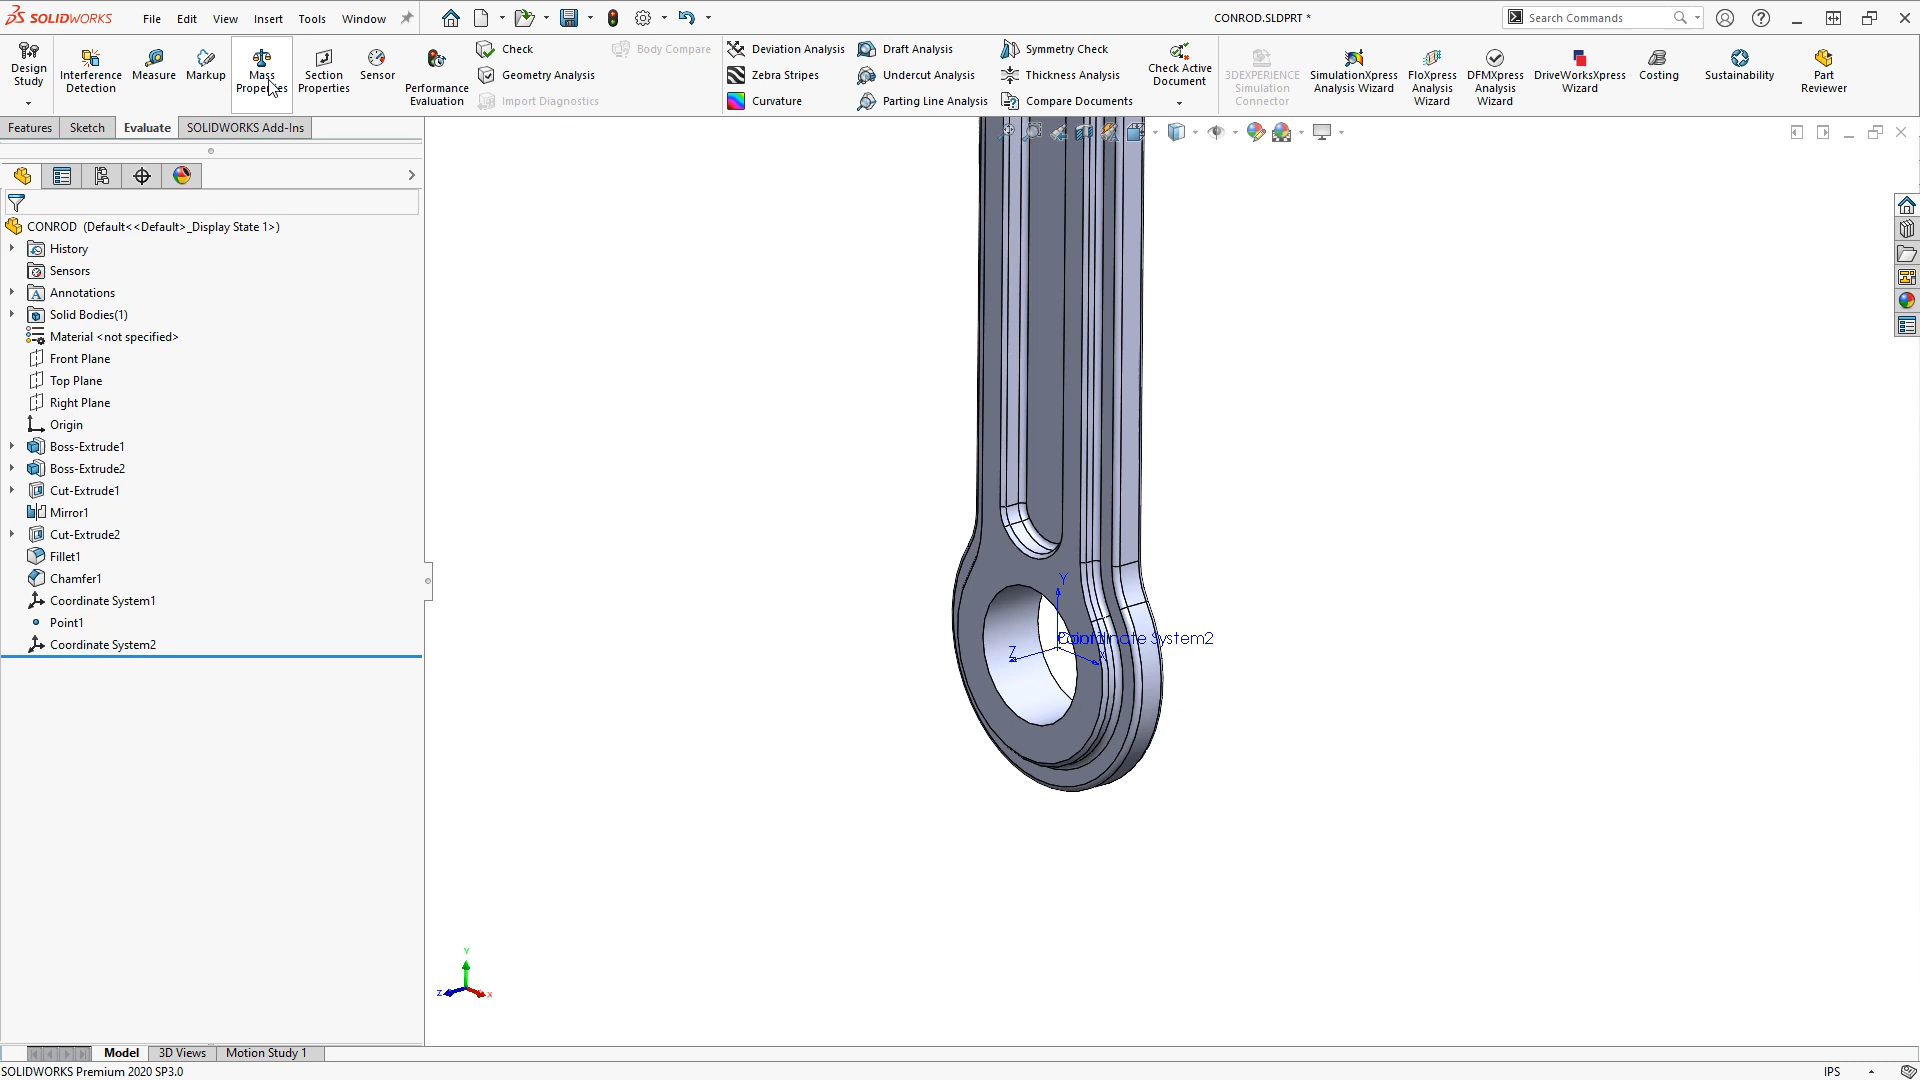 SOLIDWORKS File Edit View Insert Tools Window CONROD.SLDPRT * Search Commands
Design Study
Interference Detection
Measure
Markup
Mass Properties
Section Properties
Sensor
Performance Evaluation
Check
Geometry Analysis
Import Diagnostics
Body Compare
Deviation Analysis
Zebra Stripes
Curvature
Draft Analysis
Undercut Analysis
Parting Line Analysis
Symmetry Check
Thickness Analysis
Compare Documents
Check Active Document
3DEXPERIENCE Simulation Connector
SimulationXpress Analysis Wizard
FloXpress Analysis Wizard
DFMXpress Analysis Wizard
DriveWorksXpress Wizard
Costing
Sustainability
Part Reviewer
Features Sketch Evaluate SOLIDWORKS Add-Ins
CONROD (Default<<Default>_Display State 1>)
History
Sensors
Annotations
Solid Bodies(1)
Material <not specified>
Front Plane
Top Plane
Right Plane
Origin
Boss-Extrude1
Boss-Extrude2
Cut-Extrude1
Mirror1
Cut-Extrude2
Fillet1
Chamfer1
Coordinate System1
Point1
Coordinate System2
Y
Coordinate System2
Z
X
Y
Z
X
Model 3D Views Motion Study 1
SOLIDWORKS Premium 2020 SP3.0
IPS